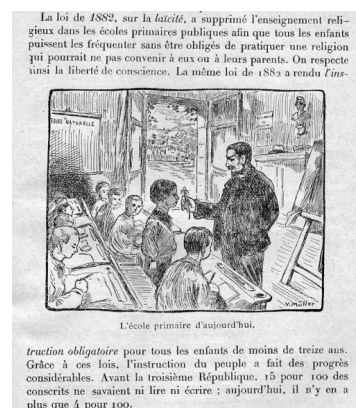 La loi de 1882, sur la laïcité, a supprimé l'enseignement reli-
gieux dans les écoles primaires publiques afin que tous les enfants
puissent les fréquenter sans être obligés de pratiquer une religion
qui pourrait ne pas convenir à eux ou à leurs parents. On respecte
ainsi la liberté de conscience. La même loi de 1882 a rendu l'ins-
NATURELLE
V. Müller
L'école primaire d'aujourd'hui.
truction obligatoire pour tous les enfants de moins de treize ans.
Grâce à ces lois, l'instruction du peuple a fait des progrès
considérables. Avant la troisième République, 15 pour 100 des
conscrits ne savaient ni lire ni écrire ; aujourd'hui, il n'y en a
plus que 4 pour 100.